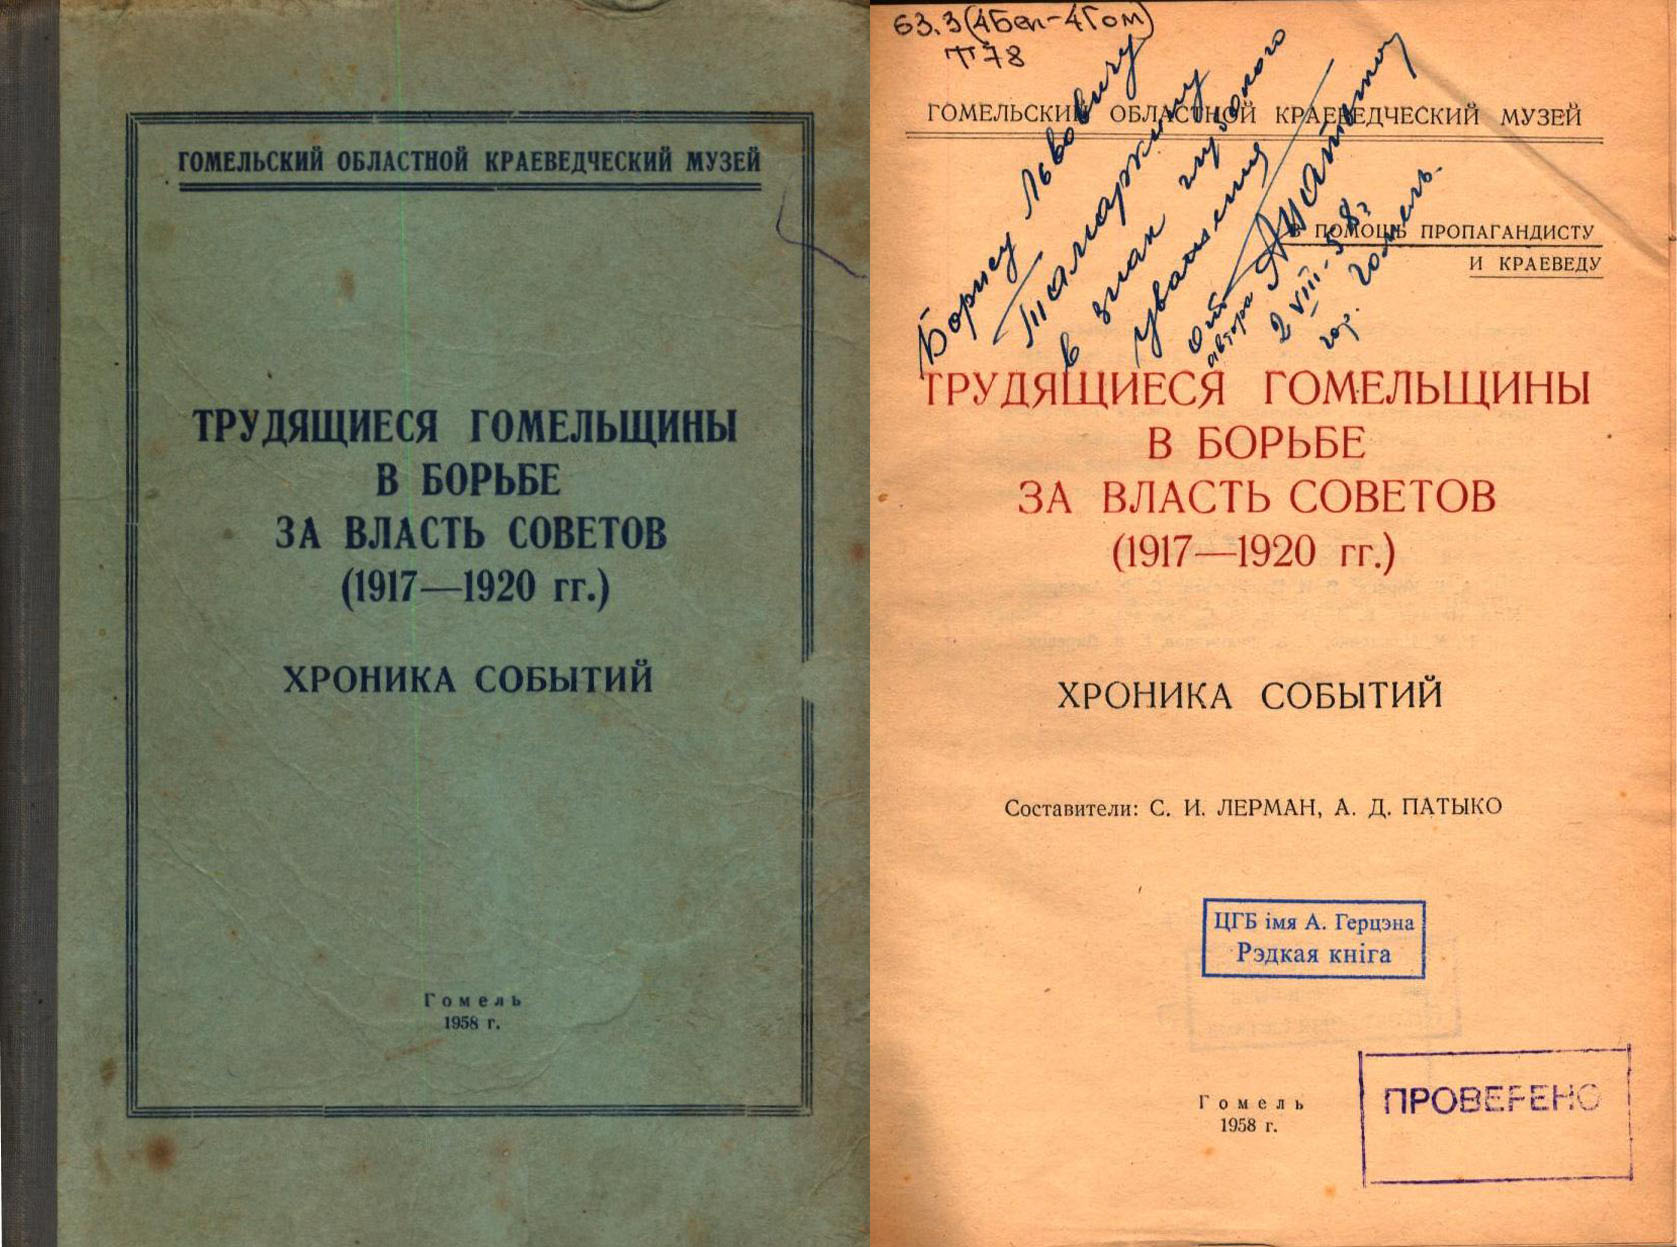 ГОМЕЛЬСКИЙ ОБЛАСТНОЙ КРАЕВЕДЧЕСКИЙ МУЗЕЙ
ТРУДЯЩИЕСЯ ГОМЕЛЬЩИНЫ
В БОРЬБЕ
ЗА ВЛАСТЬ СОВЕТОВ
(1917—1920 гг.)
ХРОНИКА СОБЫТИЙ
Гомель
1958 г.
63.3(4Бел-4Гом)
Т78
ГОМЕЛЬСКИЙ ОБЛАСТНОЙ КРАЕВЕДЧЕСКИЙ МУЗЕЙ
Борису Львовичу
в знак глубокого
уважения
от
автора
2 VIII-58г
гор. Гомель.
В ПОМОЩЬ ПРОПАГАНДИСТУ
И КРАЕВЕДУ
ТРУДЯЩИЕСЯ ГОМЕЛЬЩИНЫ
В БОРЬБЕ
ЗА ВЛАСТЬ СОВЕТОВ
(1917—1920 гг.)
ХРОНИКА СОБЫТИЙ
Составители: С. И. ЛЕРМАН, А. Д. ПАТЫКО
ЦГБ імя А. Герцэна
Рэдкая кніга
Гомель
1958 г.
ПРОВЕРЕНО